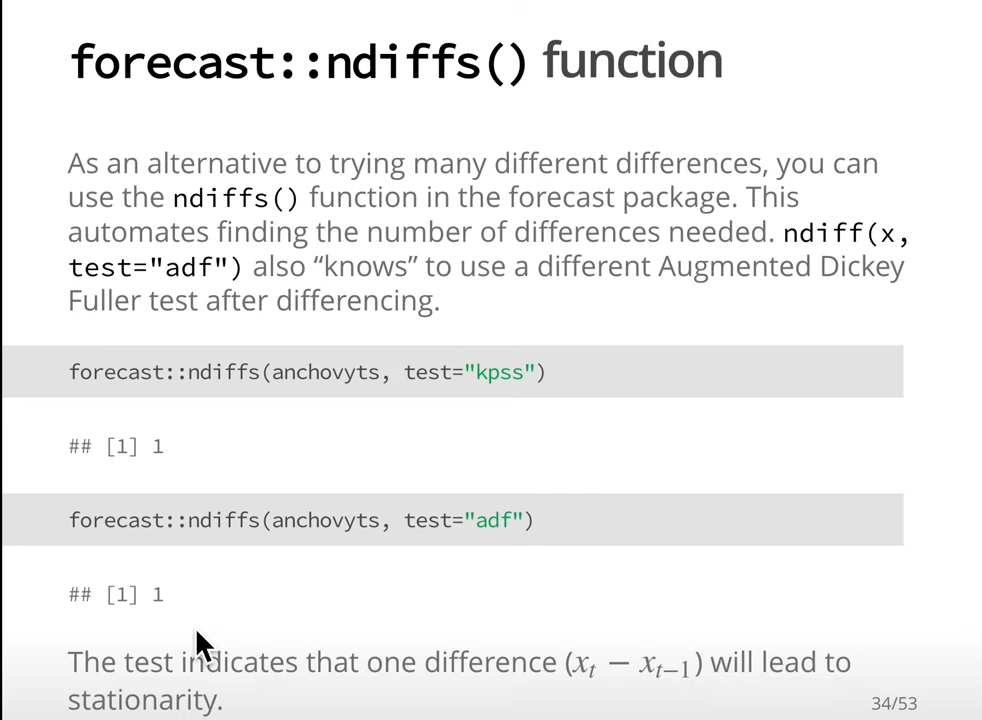 forecast::ndiffs() function
As an alternative to trying many different differences, you can
use the ndiffs() function in the forecast package. This
automates finding the number of differences needed. ndiff(x,
test="adf") also “knows” to use a different Augmented Dickey
Fuller test after differencing.
forecast::ndiffs(anchovyts, test="kpss")
## [1] 1
forecast::ndiffs(anchovyts, test="adf")
## [1] 1
The test indicates that one difference (xₜ − xₜ₋₁) will lead to
stationarity.
34/53